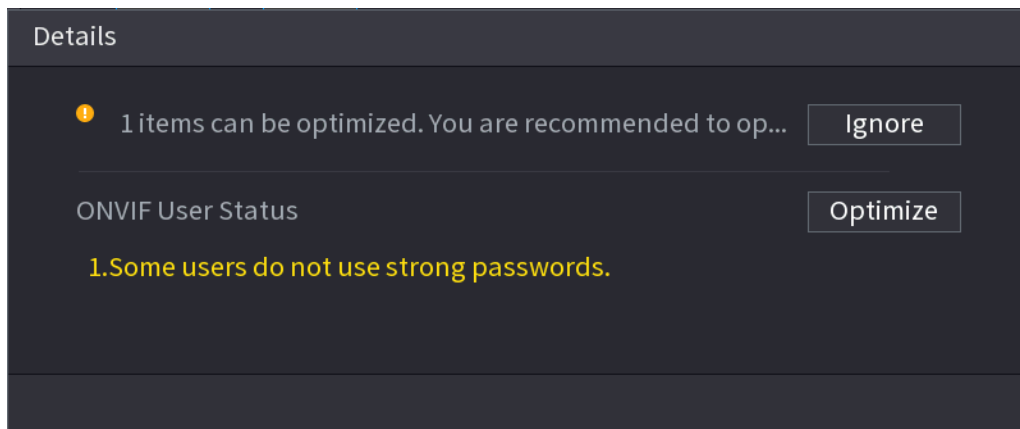 Details
1 items can be optimized. You are recommended to op...
Ignore
ONVIF User Status
Optimize
1.Some users do not use strong passwords.